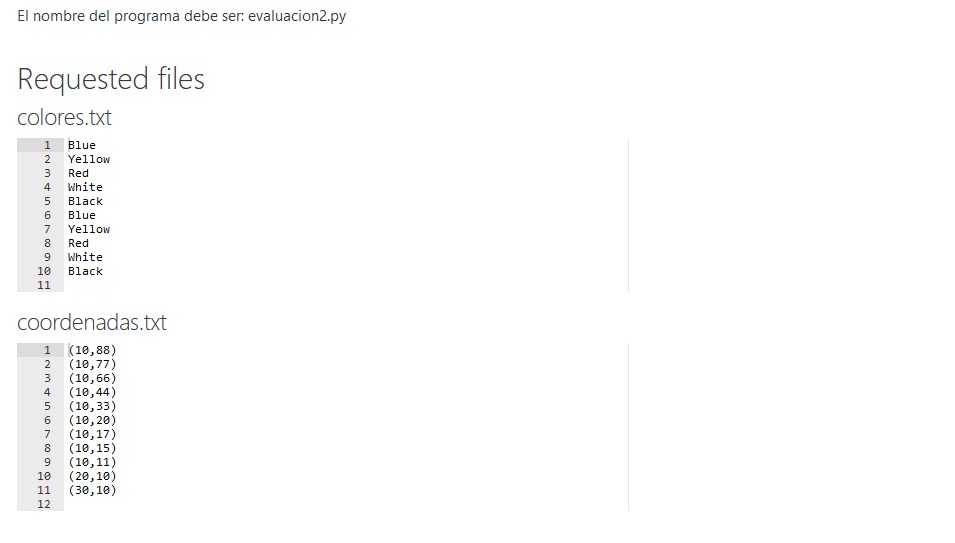 El nombre del programa debe ser: evaluacion2.py
Requested files
colores.txt
1 Blue
2 Yellow
3 Red
4 White
5 Black
6 Blue
7 Yellow
8 Red
9 White
10 Black
11
coordenadas.txt
1 (10,88)
2 (10,77)
3 (10,66)
4 (10,44)
5 (10,33)
6 (10,20)
7 (10,17)
8 (10,15)
9 (10,11)
10 (20,10)
11 (30,10)
12